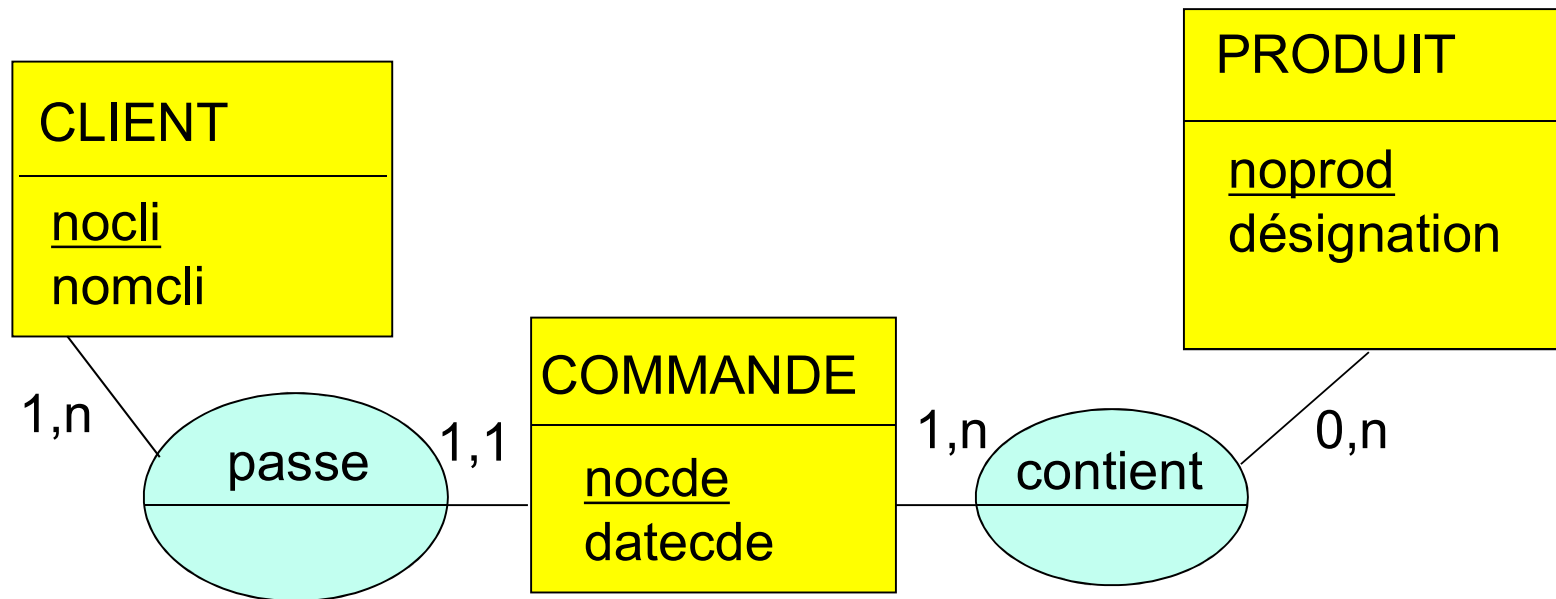 CLIENT
nocli
nomcli
1,n
passe
1,1
COMMANDE
nocde
datecde
1,n
contient
0,n
PRODUIT
noprod
désignation